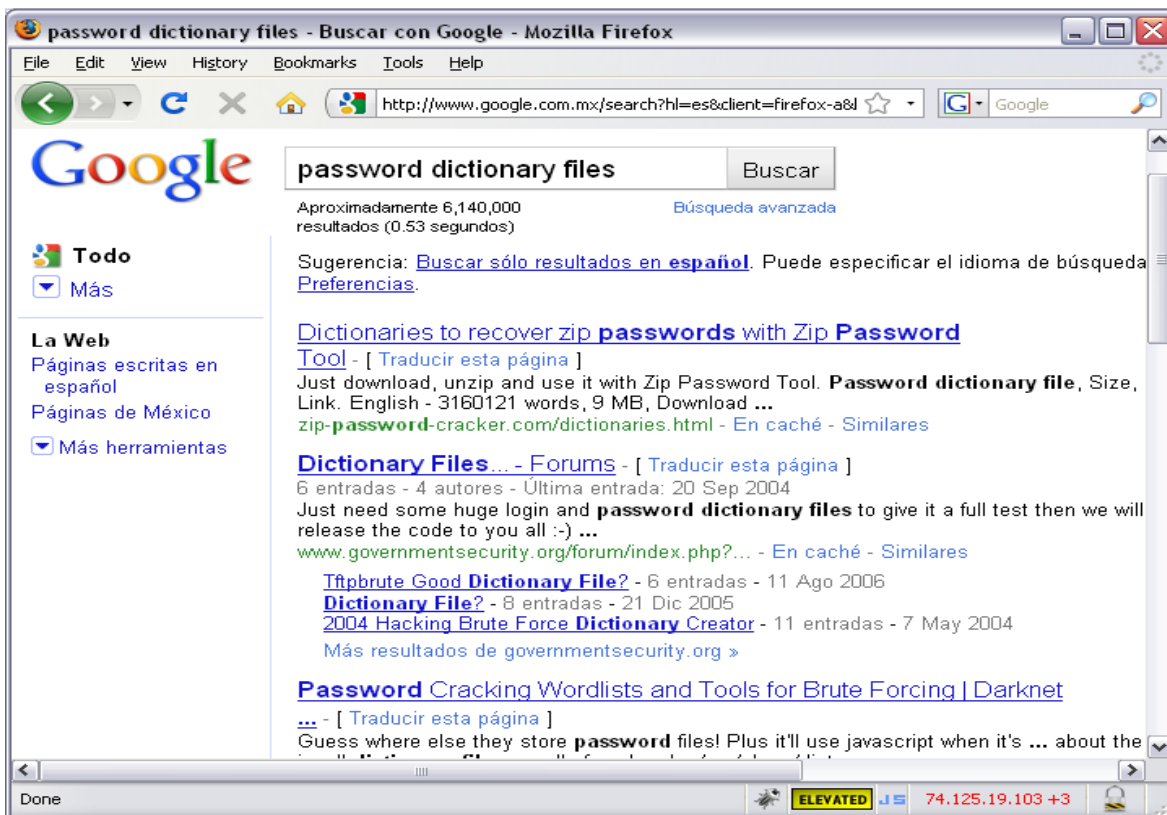 password dictionary files - Buscar con Google - Mozilla Firefox
File Edit View History Bookmarks Tools Help
http://www.google.com.mx/search?hl=es&client=firefox-a&l
Google
Google
password dictionary files Buscar
Aproximadamente 6,140,000 resultados (0.53 segundos)
Búsqueda avanzada
Todo
Más
La Web
Páginas escritas en
español
Páginas de México
Más herramientas
Sugerencia: Buscar sólo resultados en español. Puede especificar el idioma de búsqueda
Preferencias.
Dictionaries to recover zip passwords with Zip Password
Tool - [ Traducir esta página ]
Just download, unzip and use it with Zip Password Tool. Password dictionary file, Size,
Link. English - 3160121 words, 9 MB, Download ...
zip-password-cracker.com/dictionaries.html - En caché - Similares
Dictionary Files... - Forums - [ Traducir esta página ]
6 entradas - 4 autores - Última entrada: 20 Sep 2004
Just need some huge login and password dictionary files to give it a full test then we will
release the code to you all :-) ...
www.governmentsecurity.org/forum/index.php?... - En caché - Similares
Tftpbrute Good Dictionary File? - 6 entradas - 11 Ago 2006
Dictionary File? - 8 entradas - 21 Dic 2005
2004 Hacking Brute Force Dictionary Creator - 11 entradas - 7 May 2004
Más resultados de governmentsecurity.org »
Password Cracking Wordlists and Tools for Brute Forcing | Darknet
... - [ Traducir esta página ]
Guess where else they store password files! Plus it'll use javascript when it's ... about the
Done ELEVATED JS 74.125.19.103 +3